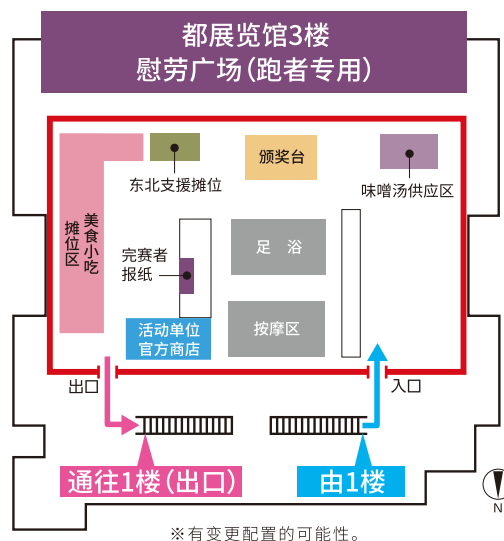 都展览馆3楼
慰劳广场（跑者专用）
颁奖台
东北支援摊位
味噌汤供应区
美食小吃
摊位区
足 浴
完赛者
报纸
活动单位
官方商店
按摩区
出口
入口
通往1楼（出口）
由1楼
N
※有变更配置的可能性。